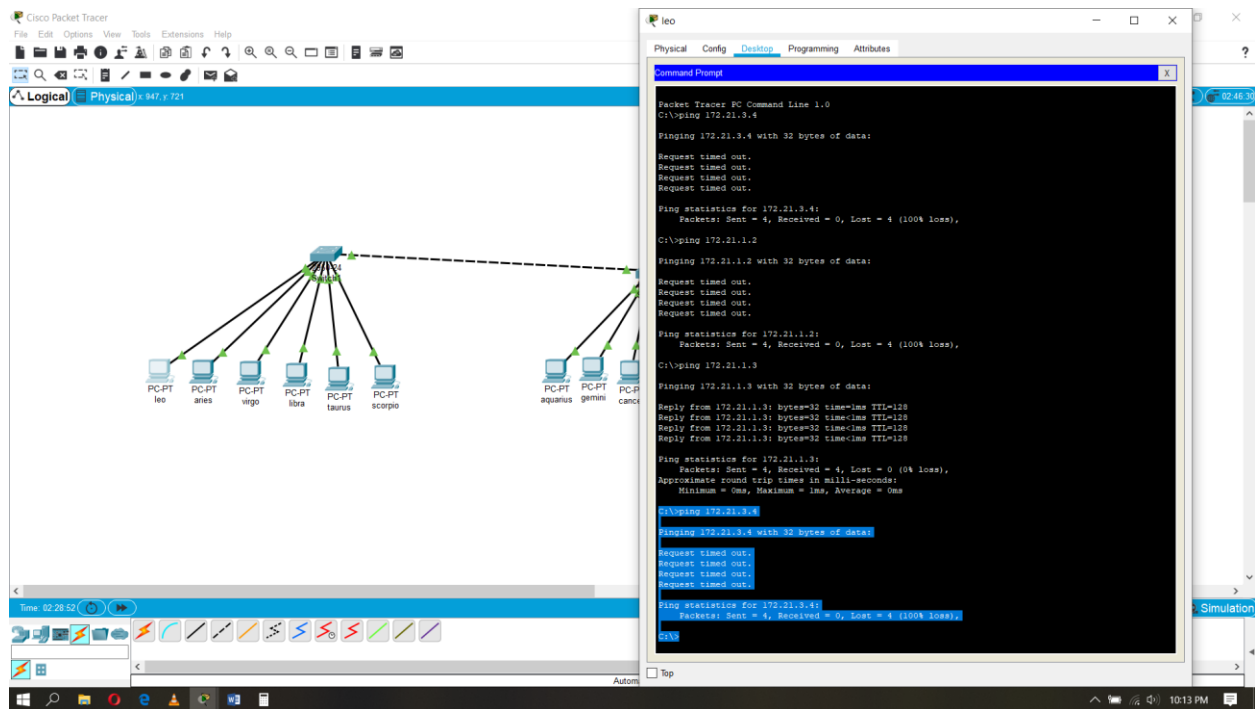 Cisco Packet Tracer
File Edit Options View Tools Extensions Help
Logical Physical x: 947, y: 721
02:46:30
Switch1
PC-PT
leo
PC-PT
aries
PC-PT
virgo
PC-PT
libra
PC-PT
taurus
PC-PT
scorpio
PC-PT
aquarius
PC-PT
gemini
PC-P
cance
Time: 02:28:52
Simulation
Autom
leo
Physical Config Desktop Programming Attributes
?
Command Prompt
X
Packet Tracer PC Command Line 1.0
C:\>ping 172.21.3.4
Pinging 172.21.3.4 with 32 bytes of data:
Request timed out.
Request timed out.
Request timed out.
Request timed out.
Ping statistics for 172.21.3.4:
Packets: Sent = 4, Received = 0, Lost = 4 (100% loss),
C:\>ping 172.21.1.2
Pinging 172.21.1.2 with 32 bytes of data:
Request timed out.
Request timed out.
Request timed out.
Request timed out.
Ping statistics for 172.21.1.2:
Packets: Sent = 4, Received = 0, Lost = 4 (100% loss),
C:\>ping 172.21.1.3
Pinging 172.21.1.3 with 32 bytes of data:
Reply from 172.21.1.3: bytes=32 time=1ms TTL=128
Reply from 172.21.1.3: bytes=32 time<1ms TTL=128
Reply from 172.21.1.3: bytes=32 time<1ms TTL=128
Reply from 172.21.1.3: bytes=32 time<1ms TTL=128
Ping statistics for 172.21.1.3:
Packets: Sent = 4, Received = 4, Lost = 0 (0% loss),
Approximate round trip times in milli-seconds:
Minimum = 0ms, Maximum = 1ms, Average = 0ms
C:\>ping 172.21.3.4
Pinging 172.21.3.4 with 32 bytes of data:
Request timed out.
Request timed out.
Request timed out.
Request timed out.
Ping statistics for 172.21.3.4:
Packets: Sent = 4, Received = 0, Lost = 4 (100% loss),
C:\>
Top
10:13 PM